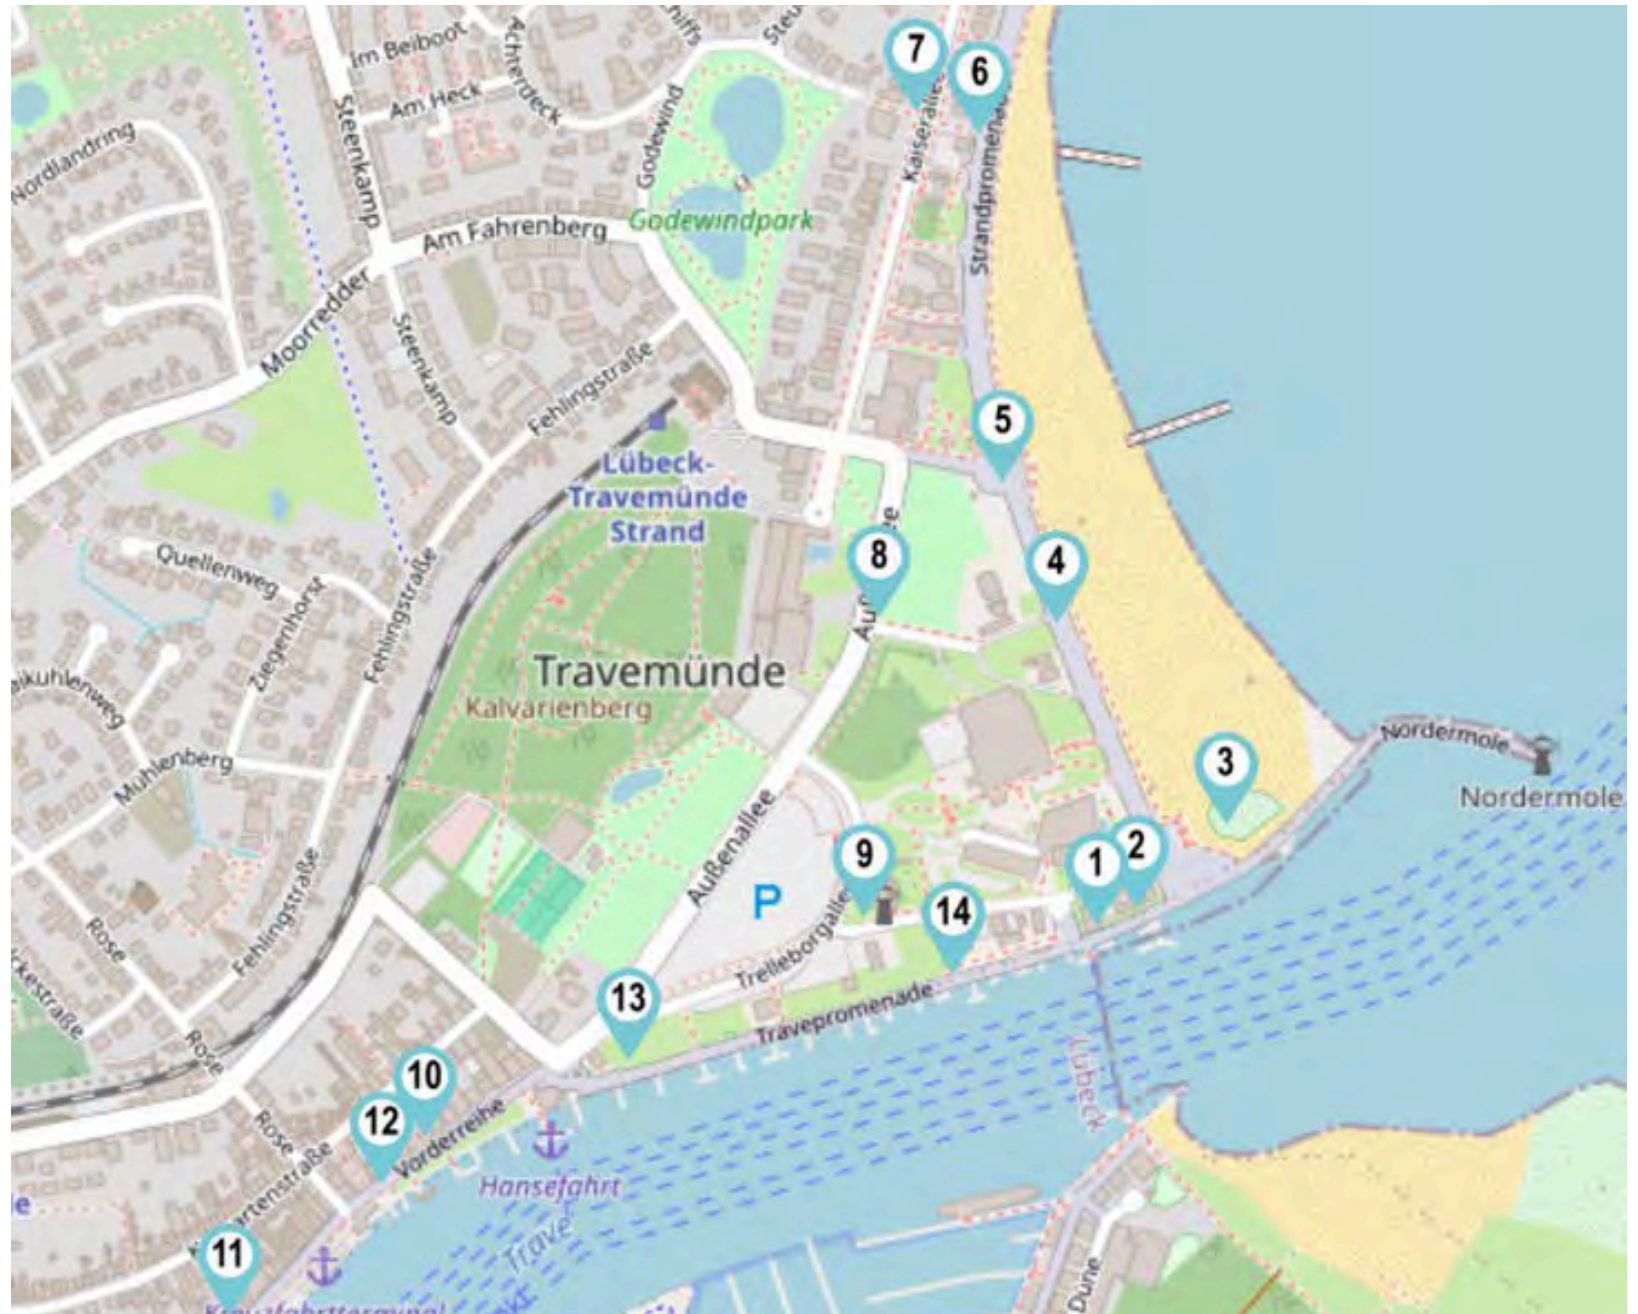 Im Beiboot
Achterdeck
7
6
Am Heck
Steenkamp
Godewind
Kaiserallee
Strandpromenade
Nordlandring
Godewindpark
Am Fahrenberg
Moorredder
Steenkamp
Fehlingstraße
5
Lübeck-
Travemünde
Strand
8
4
Quellenweg
Ziegenhorst
Fehlingstraße
Travemünde
Kalvarienberg
Nordermole
3
Nordermole
Mühlenberg
Außenallee
9
1
2
P
14
Rose
Fehlingstraße
Trelleborgallee
13
Travepromenade
Rose
10
Lübeck
12
Rose
Vorderreihe
Hansefahrt
Trave
11
Kreuzfahrtterminal
Düne